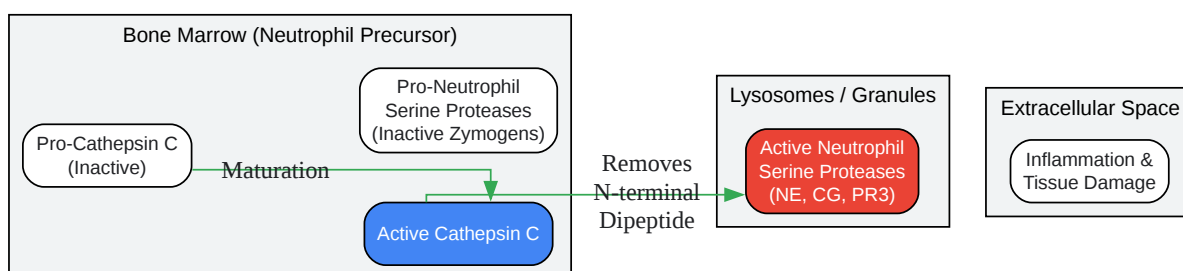 Bone Marrow (Neutrophil Precursor)
Pro-Cathepsin C
(Inactive)
Maturation
Pro-Neutrophil
Serine Proteases
(Inactive Zymogens)
Active Cathepsin C
Removes
N-terminal
Dipeptide
Lysosomes / Granules
Active Neutrophil
Serine Proteases
(NE, CG, PR3)
Extracellular Space
Inflammation &
Tissue Damage